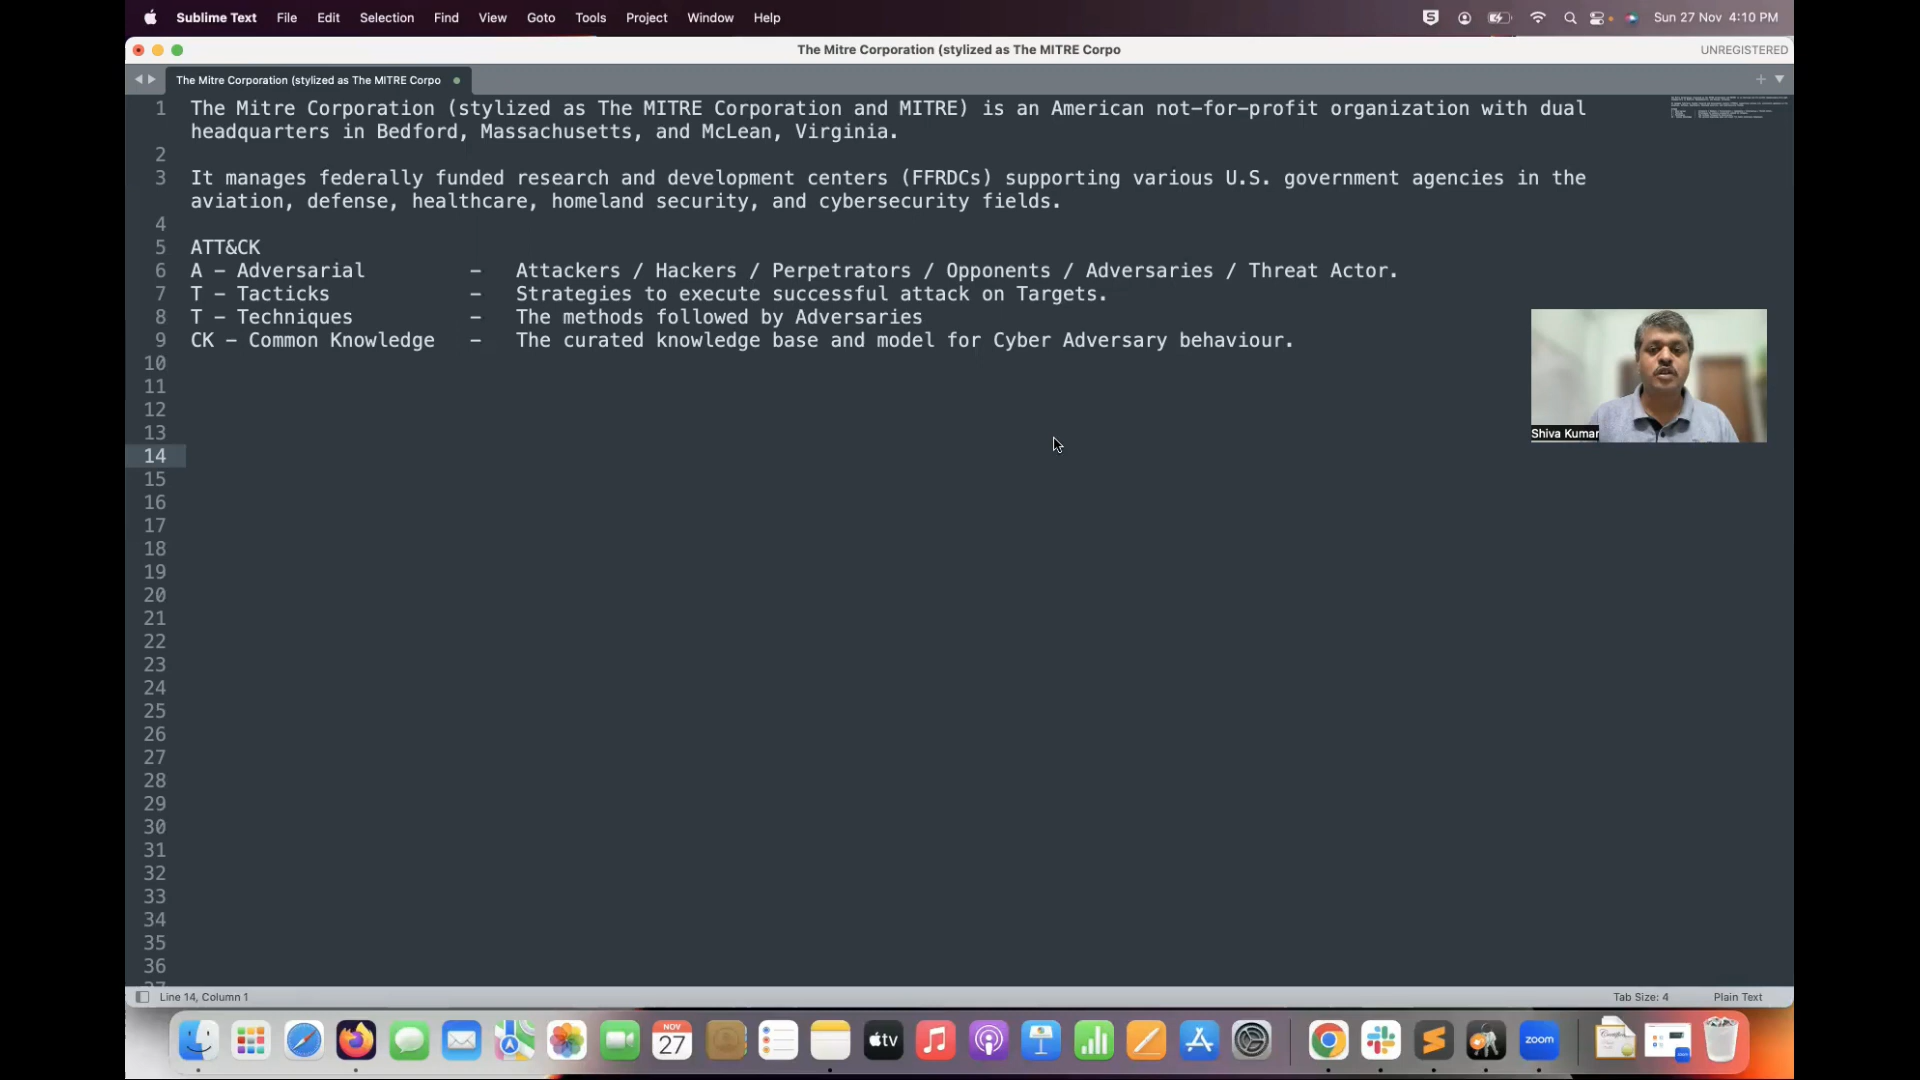 Sublime Text File Edit Selection Find View Goto Tools Project Window Help Sun 27 Nov 4:10 PM
The Mitre Corporation (stylized as The MITRE Corpo UNREGISTERED
The Mitre Corporation (stylized as The MITRE Corpo
1 The Mitre Corporation (stylized as The MITRE Corporation and MITRE) is an American not-for-profit organization with dual
headquarters in Bedford, Massachusetts, and McLean, Virginia.
2
3 It manages federally funded research and development centers (FFRDCs) supporting various U.S. government agencies in the
aviation, defense, healthcare, homeland security, and cybersecurity fields.
4
5 ATT&CK
6 A – Adversarial – Attackers / Hackers / Perpetrators / Opponents / Adversaries / Threat Actor.
7 T – Tacticks – Strategies to execute successful attack on Targets.
8 T – Techniques – The methods followed by Adversaries
9 CK – Common Knowledge – The curated knowledge base and model for Cyber Adversary behaviour.
10
11
12
13
Shiva Kumar
14
15
16
17
18
19
20
21
22
23
24
25
26
27
28
29
30
31
32
33
34
35
36
Line 14, Column 1 Tab Size: 4 Plain Text
NOV
27
tv
zoom